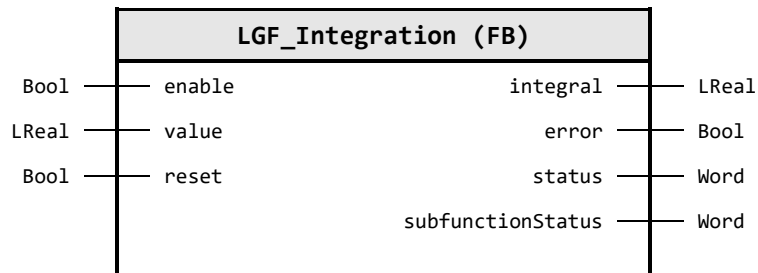 LGF_Integration (FB)
Bool enable integral LReal
LReal value error Bool
Bool reset status Word
subfunctionStatus Word